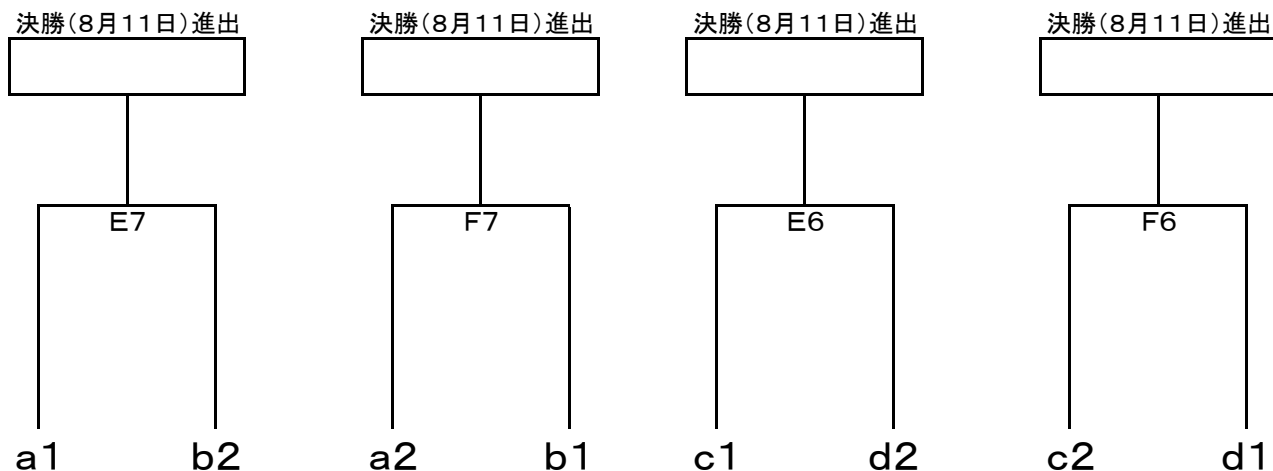 決勝(8月11日)進出 決勝(8月11日)進出 決勝(8月11日)進出 決勝(8月11日)進出
E7 F7 E6 F6
a1 b2 a2 b1 c1 d2 c2 d1